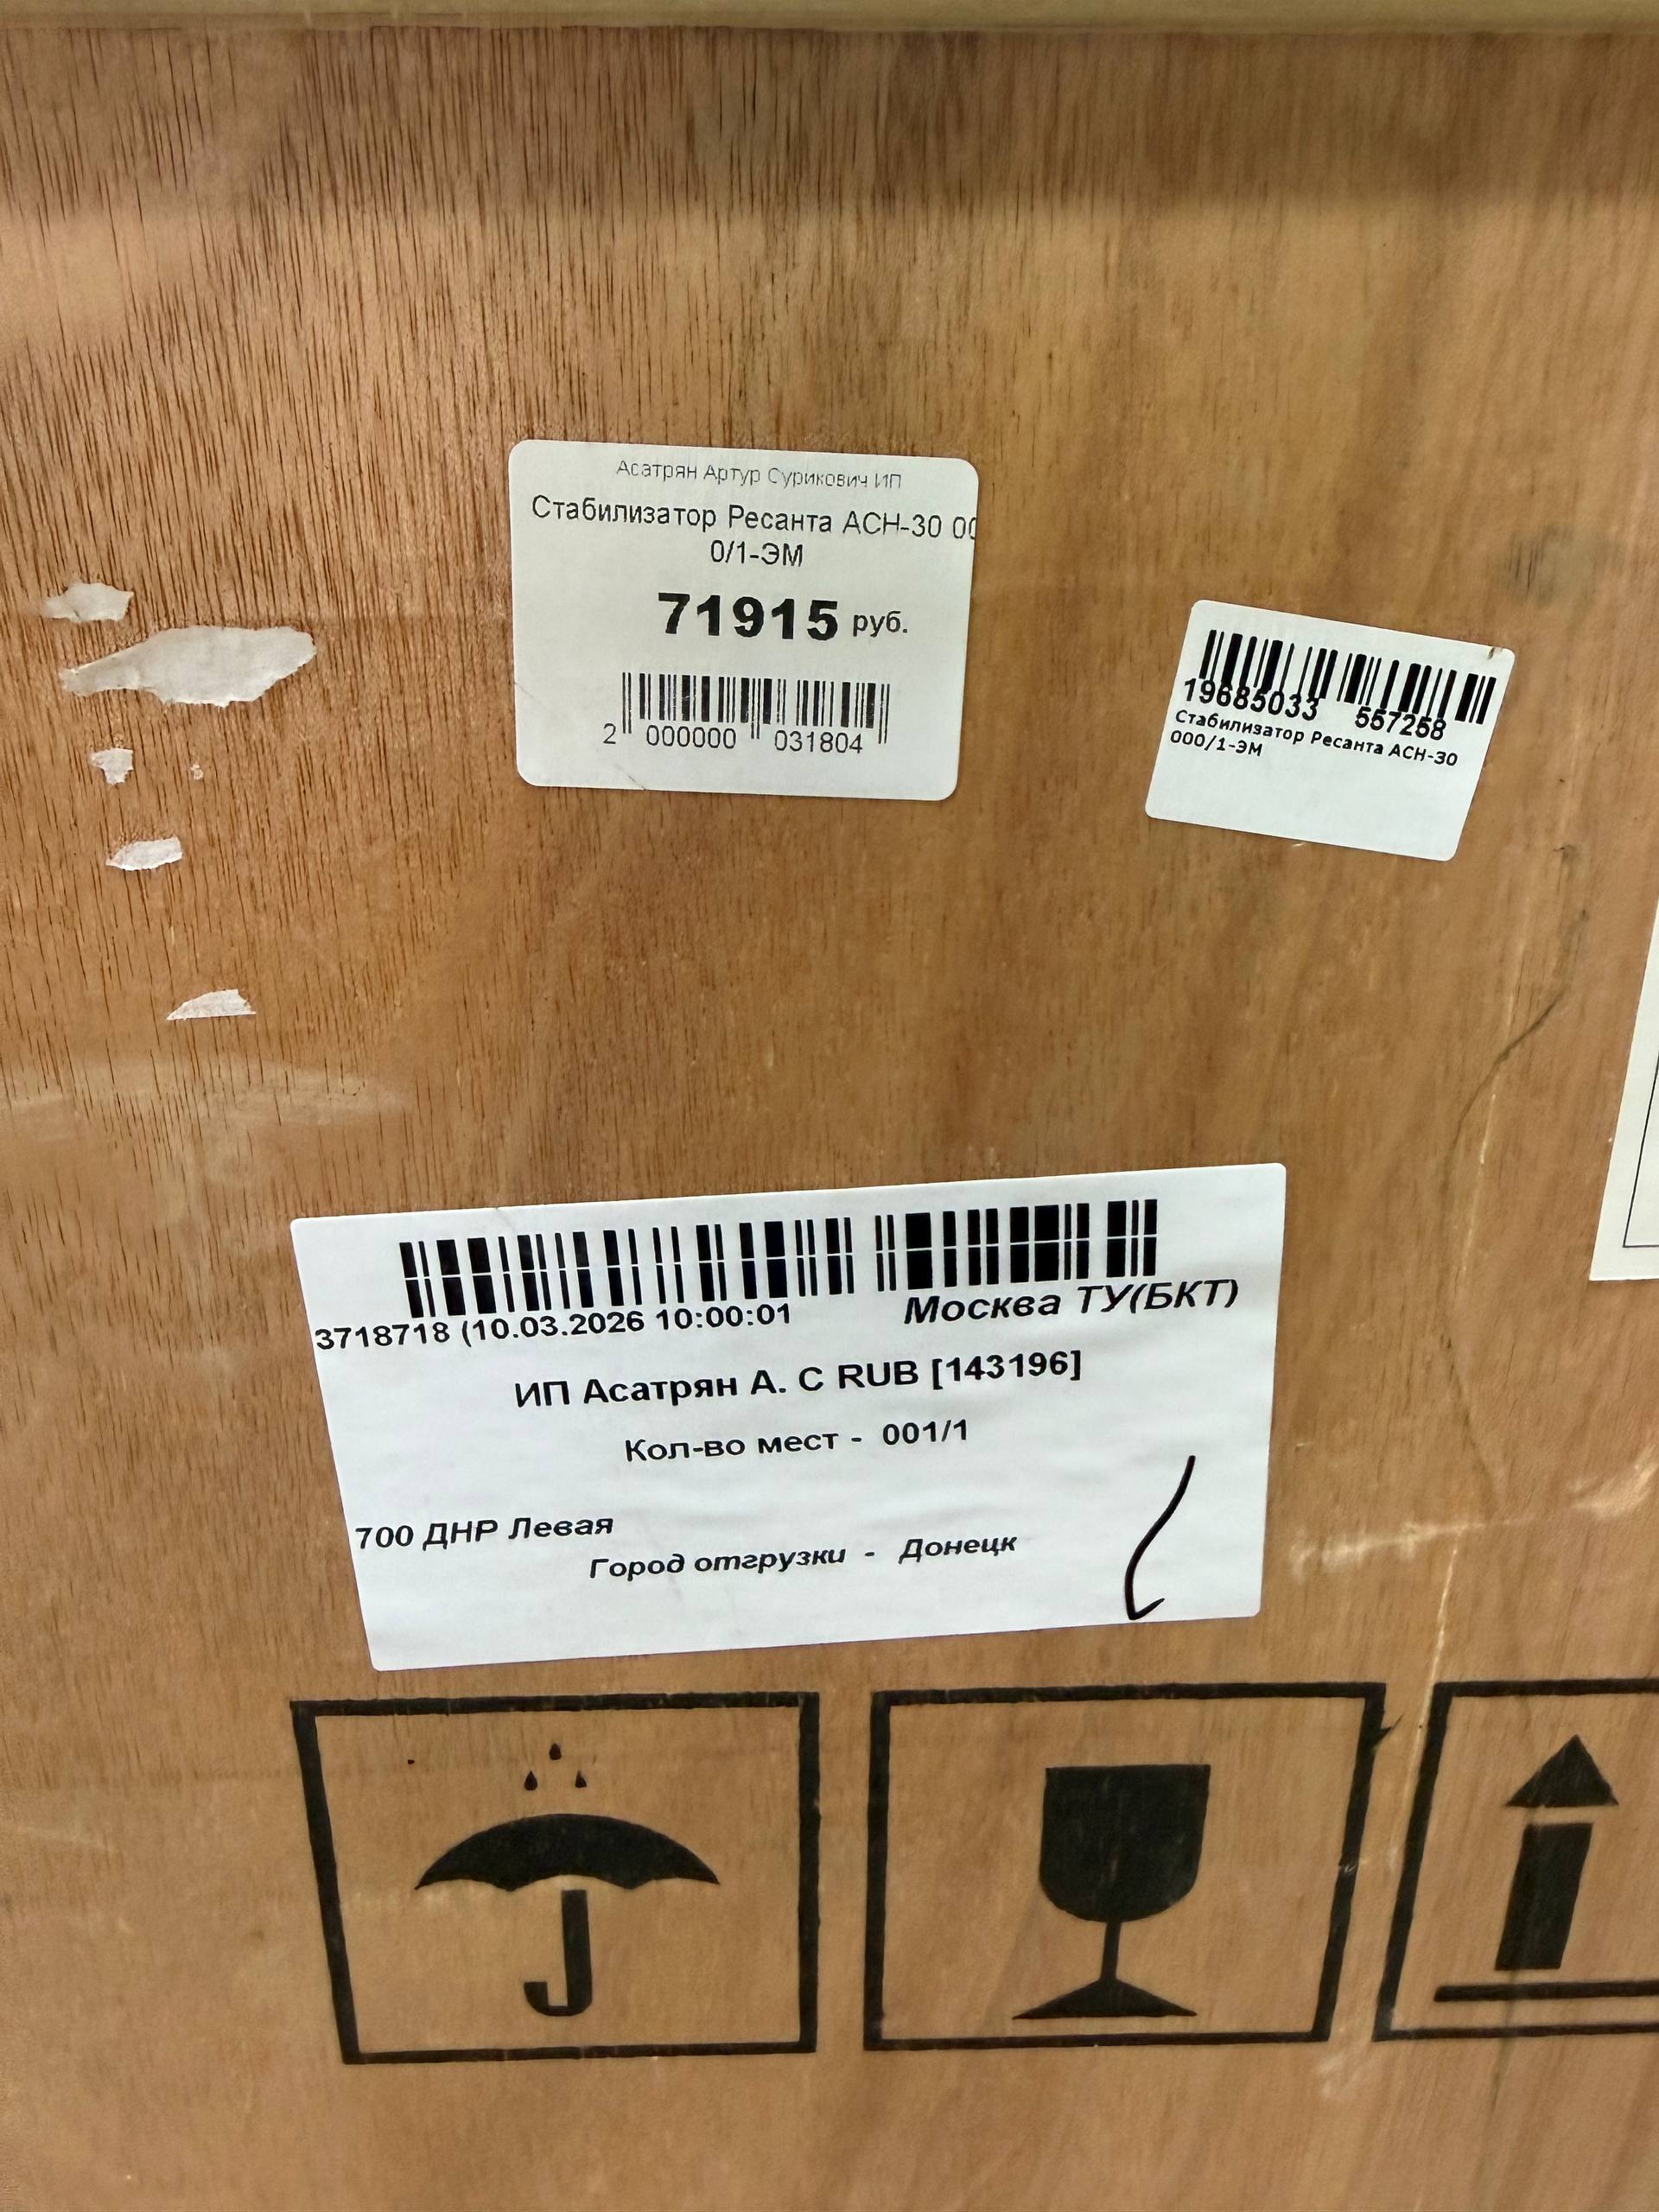 Асатрян Артур Сурикович ИП
Стабилизатор Ресанта АСН-30 00
0/1-ЭМ
71915 руб.
2 000000 031804
19685033 557258
Стабилизатор Ресанта АСН-30
000/1-ЭМ
3718718 (10.03.2026 10:00:01 Москва ТУ(БКТ)
ИП Асатрян А. С RUB [143196]
Кол-во мест - 001/1
700 ДНР Левая
Город отгрузки - Донецк